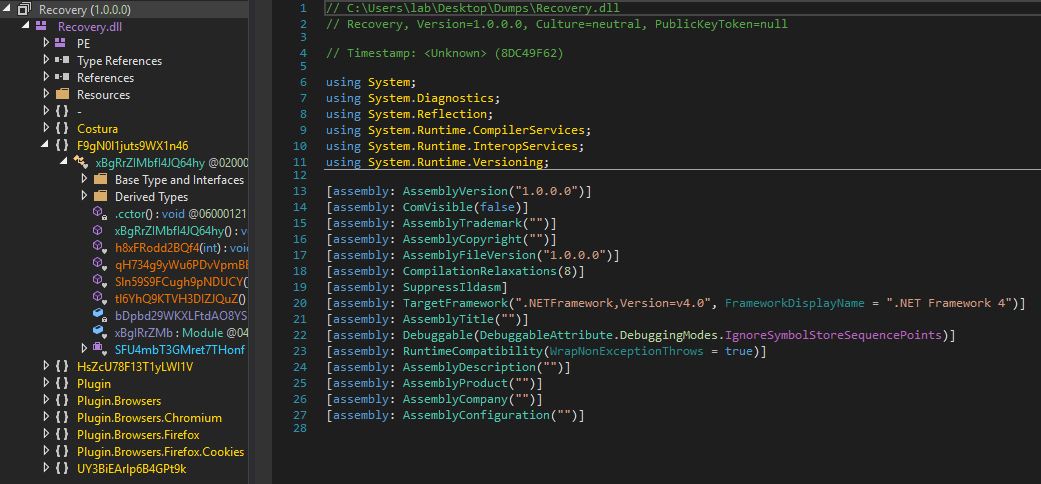 Recovery (1.0.0.0)
Recovery.dll
PE
Type References
References
Resources
{ } -
{ } Costura
{ } F9gN0l1juts9WX1n46
xBgRrZlMbfl4JQ64hy @02000
Base Type and Interfaces
Derived Types
.cctor() : void @06000121
xBgRrZlMbfl4JQ64hy() : v
h8xFRodd2BQf4(int) : voi
qH734g9yWu6PDvVpmBE
Sln59S9FCugh9pNDUCY(
tl6YhQ9KTVH3DlZJQuZ()
bDpbd29WKXLFtdAO8YS
xBglRrZMb : Module @04
SFU4mbT3GMret7THonf
{ } HsZcU78F13T1yLWl1V
{ } Plugin
{ } Plugin.Browsers
{ } Plugin.Browsers.Chromium
{ } Plugin.Browsers.Firefox
{ } Plugin.Browsers.Firefox.Cookies
{ } UY3BiEArlp6B4GPt9k
1 // C:\Users\lab\Desktop\Dumps\Recovery.dll
2 // Recovery, Version=1.0.0.0, Culture=neutral, PublicKeyToken=null
3
4 // Timestamp: <Unknown> (8DC49F62)
5
6 using System;
7 using System.Diagnostics;
8 using System.Reflection;
9 using System.Runtime.CompilerServices;
10 using System.Runtime.InteropServices;
11 using System.Runtime.Versioning;
12
13 [assembly: AssemblyVersion("1.0.0.0")]
14 [assembly: ComVisible(false)]
15 [assembly: AssemblyTrademark("")]
16 [assembly: AssemblyCopyright("")]
17 [assembly: AssemblyFileVersion("1.0.0.0")]
18 [assembly: CompilationRelaxations(8)]
19 [assembly: SuppressIldasm]
20 [assembly: TargetFramework(".NETFramework,Version=v4.0", FrameworkDisplayName = ".NET Framework 4")]
21 [assembly: AssemblyTitle("")]
22 [assembly: Debuggable(DebuggableAttribute.DebuggingModes.IgnoreSymbolStoreSequencePoints)]
23 [assembly: RuntimeCompatibility(WrapNonExceptionThrows = true)]
24 [assembly: AssemblyDescription("")]
25 [assembly: AssemblyProduct("")]
26 [assembly: AssemblyCompany("")]
27 [assembly: AssemblyConfiguration("")]
28